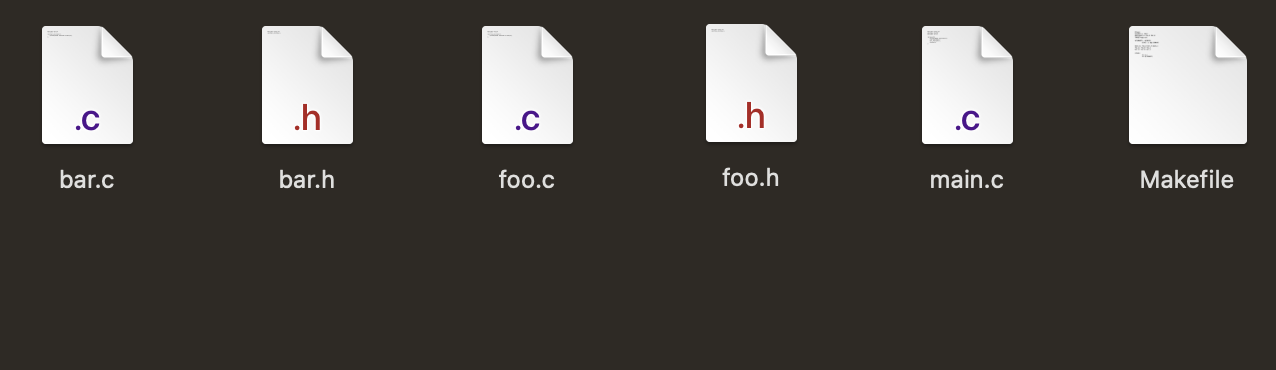 .c
.h
.c
.h
.c
bar.c
bar.h
foo.c
foo.h
main.c
Makefile